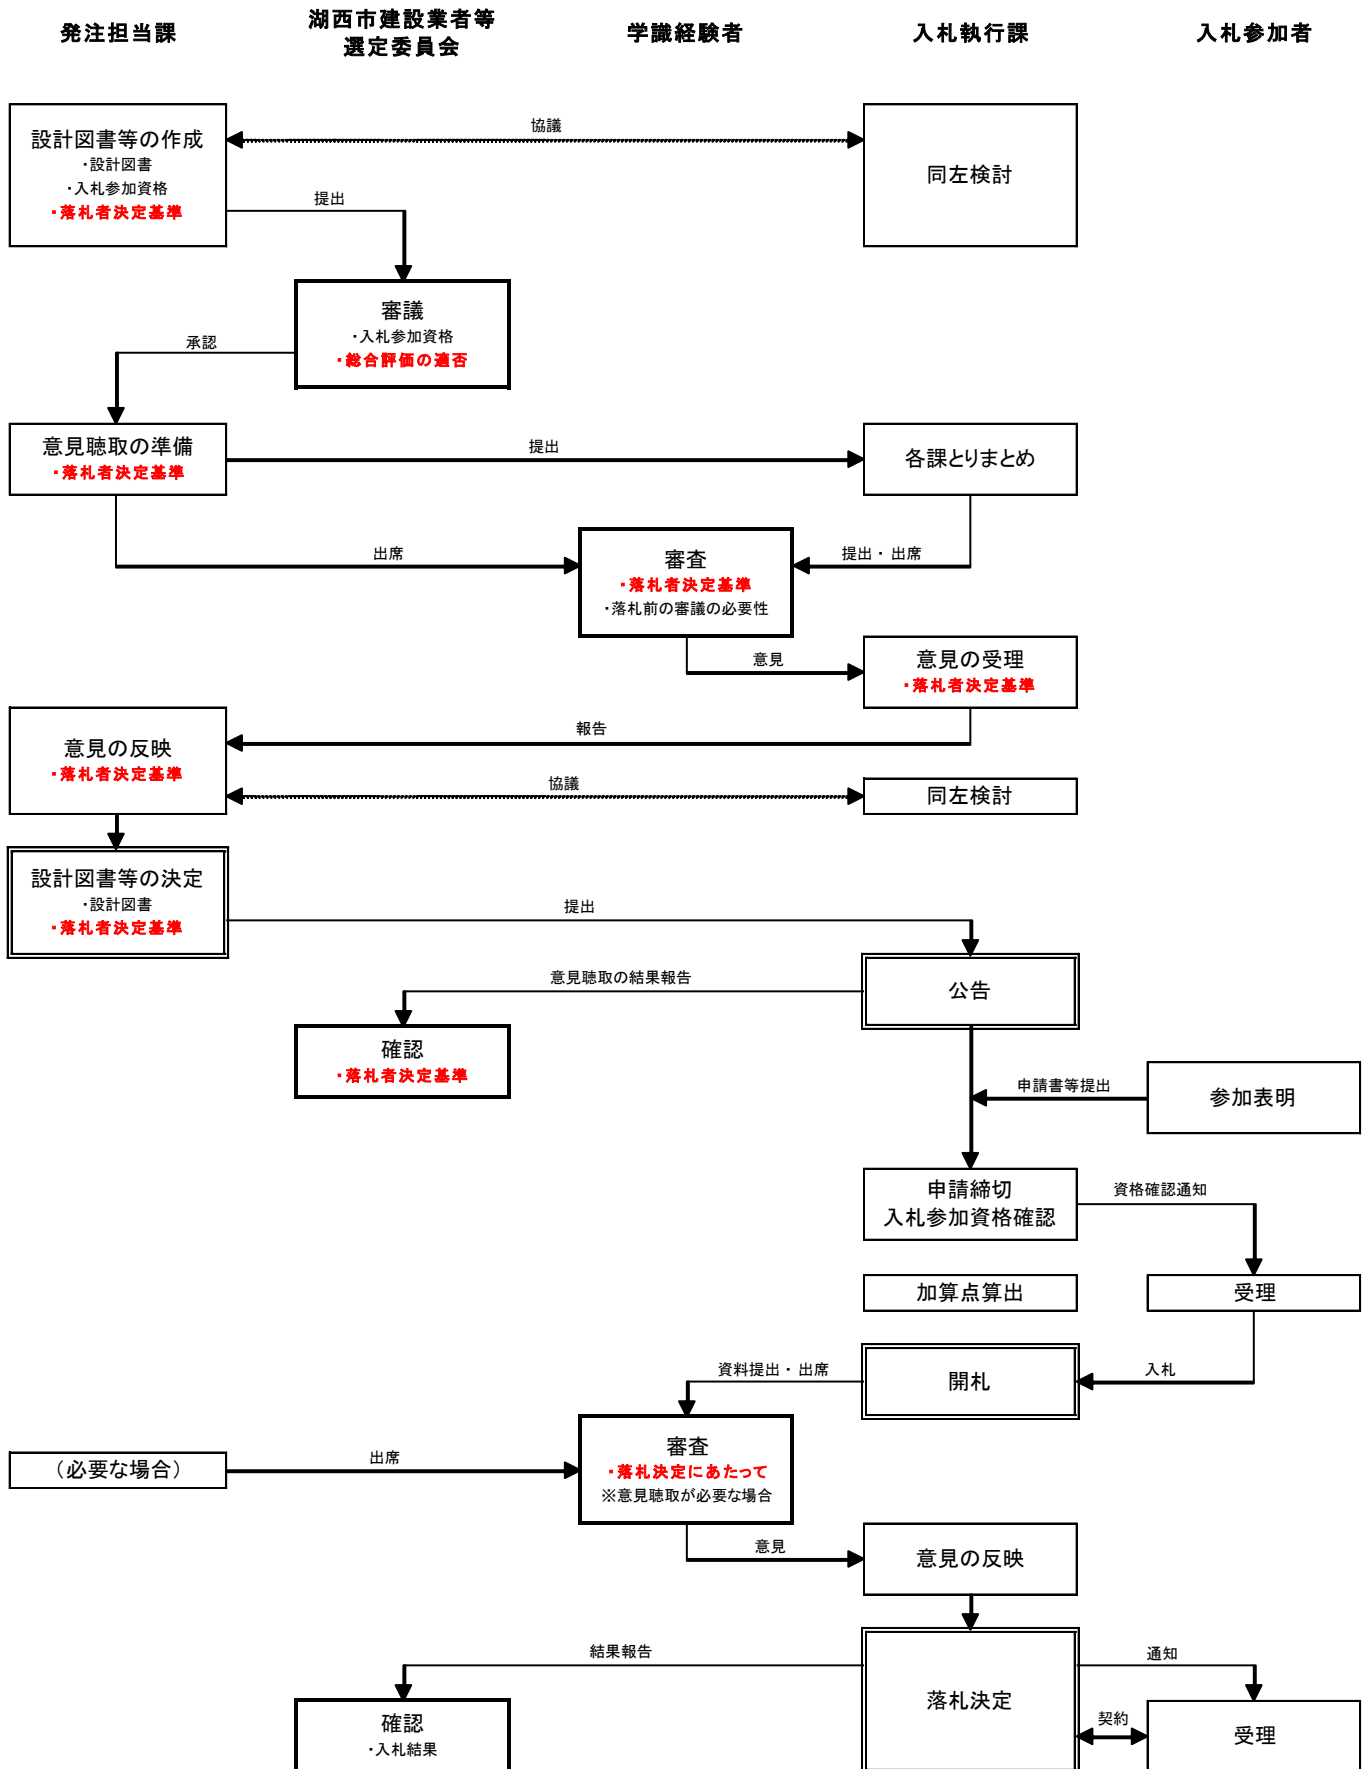 発注担当課
湖西市建設業者等
選定委員会
学識経験者
入札執行課
入札参加者
設計図書等の作成
・設計図書
・入札参加資格
・落札者決定基準
協議
同左検討
提出
審議
・入札参加資格
・総合評価の適否
承認
意見聴取の準備
・落札者決定基準
提出
各課とりまとめ
出席
審査
・落札者決定基準
・落札前の審議の必要性
提出・出席
意見
意見の受理
・落札者決定基準
報告
意見の反映
・落札者決定基準
協議
同左検討
設計図書等の決定
・設計図書
・落札者決定基準
提出
公告
意見聴取の結果報告
確認
・落札者決定基準
申請書等提出
参加表明
申請締切
入札参加資格確認
資格確認通知
加算点算出
受理
開札
入札
資料提出・出席
（必要な場合）
出席
審査
・落札決定にあたって
※意見聴取が必要な場合
意見
意見の反映
結果報告
落札決定
通知
確認
・入札結果
契約
受理